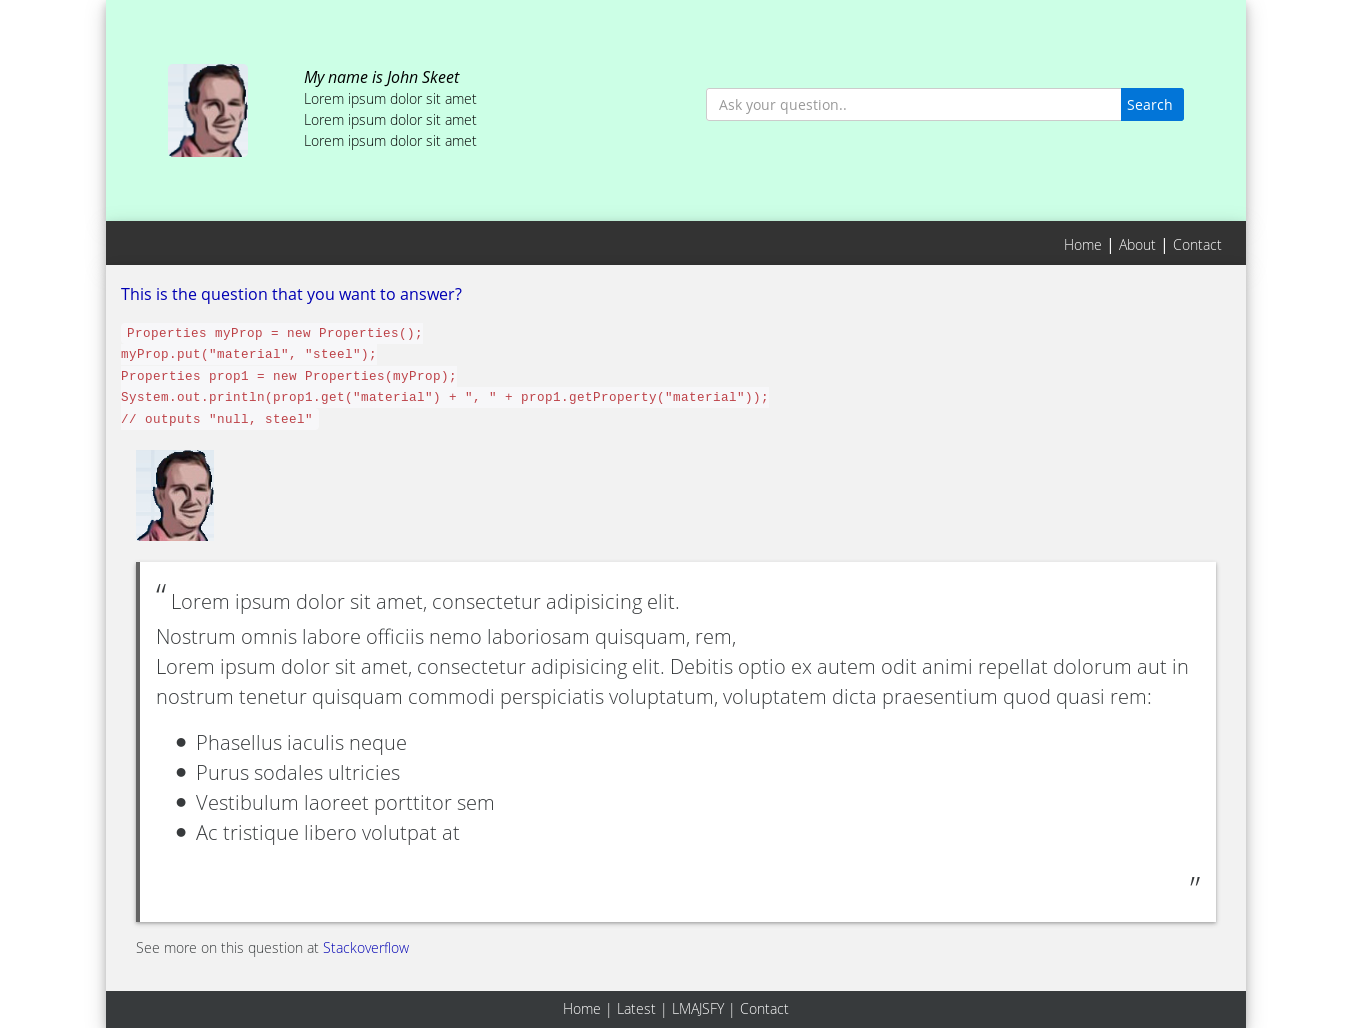 My name is John Skeet
Lorem ipsum dolor sit amet
Lorem ipsum dolor sit amet
Lorem ipsum dolor sit amet
Ask your question..
Search
Home | About | Contact
This is the question that you want to answer?
Properties myProp = new Properties();
myProp.put("material", "steel");
Properties prop1 = new Properties(myProp);
System.out.println(prop1.get("material") + ", " + prop1.getProperty("material"));
// outputs "null, steel"
“ Lorem ipsum dolor sit amet, consectetur adipisicing elit.
Nostrum omnis labore officiis nemo laboriosam quisquam, rem,
Lorem ipsum dolor sit amet, consectetur adipisicing elit. Debitis optio ex autem odit animi repellat dolorum aut in
nostrum tenetur quisquam commodi perspiciatis voluptatum, voluptatem dicta praesentium quod quasi rem:
• Phasellus iaculis neque
• Purus sodales ultricies
• Vestibulum laoreet porttitor sem
• Ac tristique libero volutpat at
”
See more on this question at Stackoverflow
Home | Latest | LMAJSFY | Contact